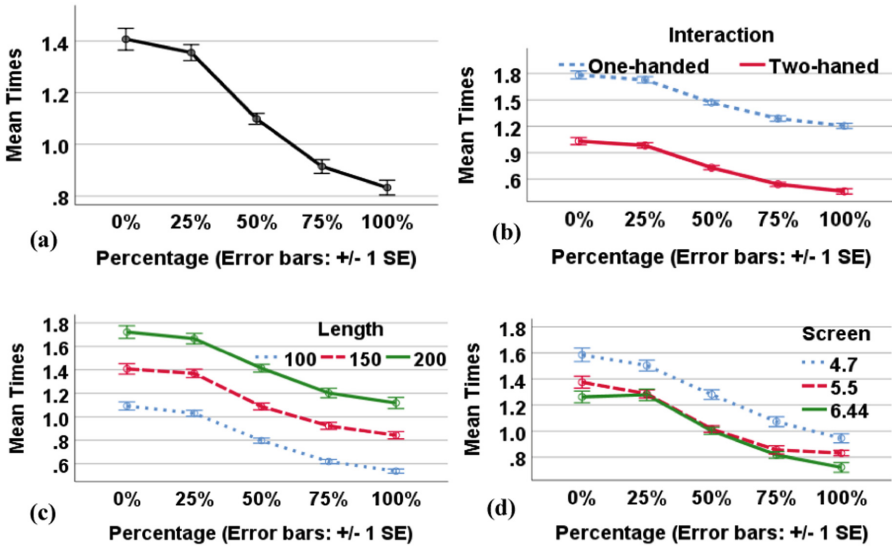 1.4
1.2
1.0
.8
Mean Times
0% 25% 50% 75% 100%
(a)
Percentage (Error bars: +/- 1 SE)
Interaction
One-handed Two-haned
1.8
1.5
1.2
.9
.6
Mean Times
0% 25% 50% 75% 100%
(b)
Percentage (Error bars: +/- 1 SE)
Length
100 150 200
1.8
1.6
1.4
1.2
1.0
.8
.6
Mean Times
0% 25% 50% 75% 100%
(c)
Percentage (Error bars: +/- 1 SE)
Screen
4.7
5.5
6.44
1.8
1.6
1.4
1.2
1.0
.8
Mean Times
0% 25% 50% 75% 100%
(d)
Percentage (Error bars: +/- 1 SE)